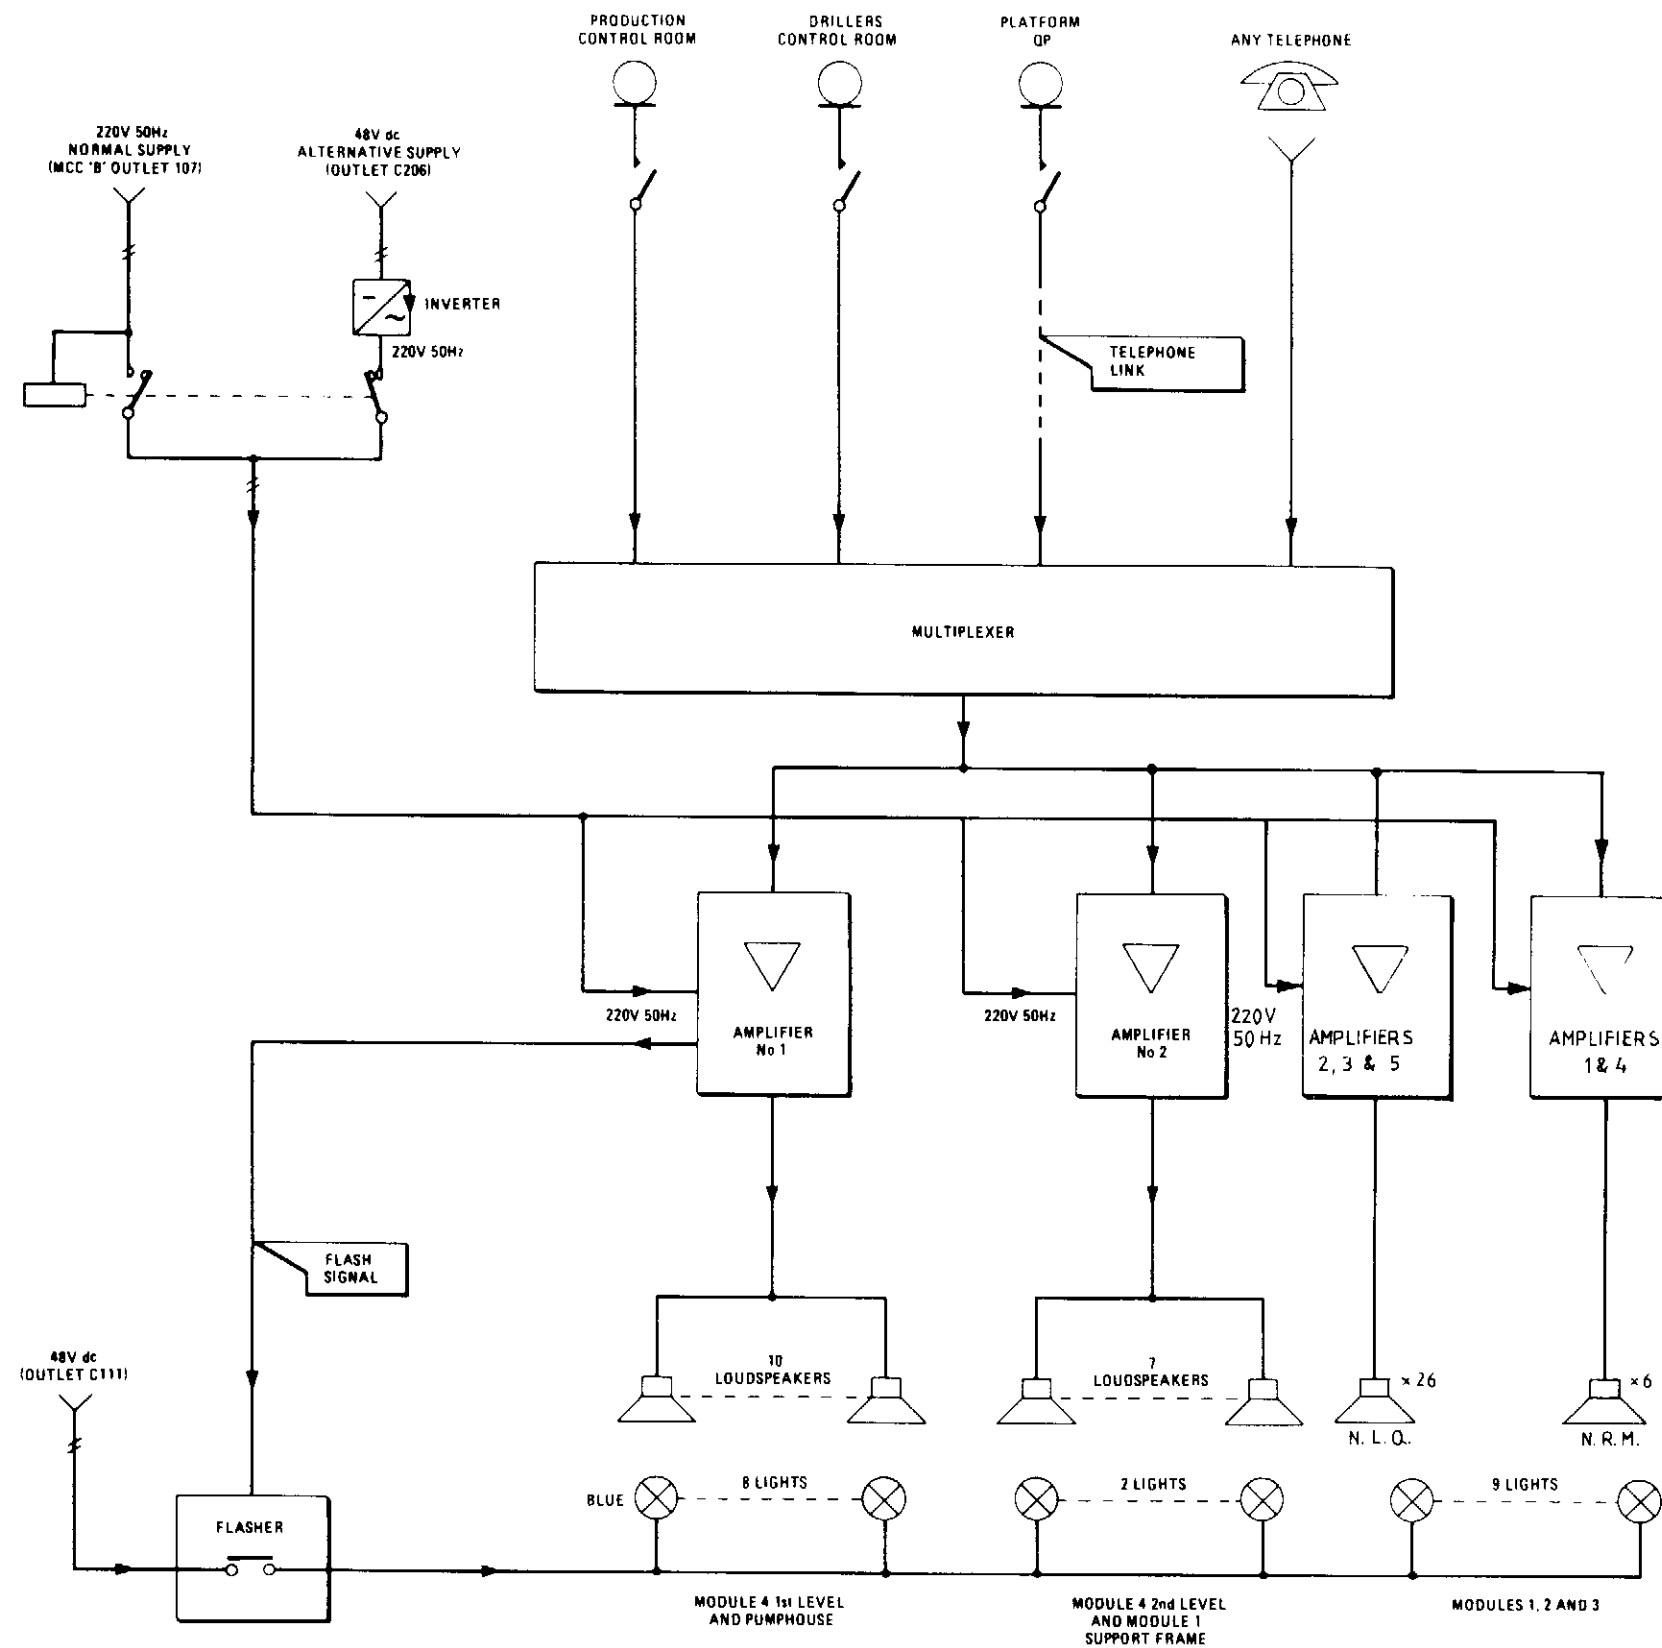 PRODUCTION
CONTROL ROOM
DRILLERS
CONTROL ROOM
PLATFORM
QP
ANY TELEPHONE
220V 50Hz
NORMAL SUPPLY
(MCC 'B' OUTLET 107)
48V dc
ALTERNATIVE SUPPLY
(OUTLET C206)
INVERTER
220V 50Hz
TELEPHONE
LINK
MULTIPLEXER
220V 50Hz
AMPLIFIER
No 1
220V 50Hz
AMPLIFIER
No 2
220V
50 Hz
AMPLIFIERS
2, 3 & 5
AMPLIFIERS
1 & 4
FLASH
SIGNAL
48V dc
(OUTLET C111)
10
LOUDSPEAKERS
7
LOUDSPEAKERS
× 26
N. L. Q.
× 6
N. R. M.
BLUE
8 LIGHTS
2 LIGHTS
9 LIGHTS
FLASHER
MODULE 4 1st LEVEL
AND PUMPHOUSE
MODULE 4 2nd LEVEL
AND MODULE 1
SUPPORT FRAME
MODULES 1, 2 AND 3